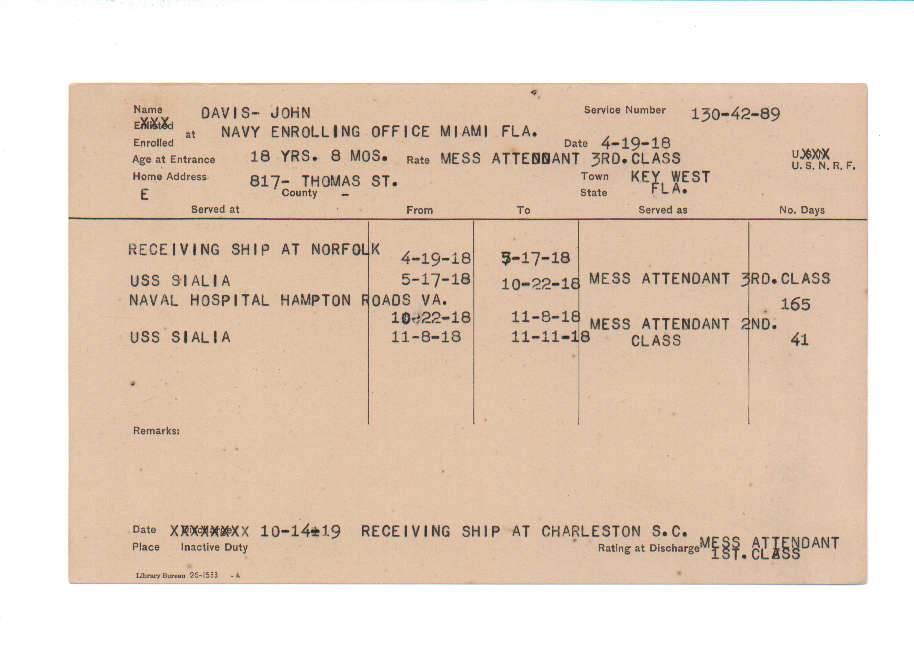 Name DAVIS- JOHN Service Number 130-42-89
Enlisted at NAVY ENROLLING OFFICE MIAMI FLA.
Enrolled Date 4-19-18
Age at Entrance 18 YRS. 8 MOS. Rate MESS ATTENDANT 3RD.CLASS U.S.N.R.F.
Home Address 817- THOMAS ST. Town KEY WEST
E County - State FLA.
Served at From To Served as No. Days
RECEIVING SHIP AT NORFOLK 4-19-18 5-17-18
USS SIALIA 5-17-18 10-22-18 MESS ATTENDANT 3RD.CLASS
NAVAL HOSPITAL HAMPTON ROADS VA. 165
10-22-18 11-8-18 MESS ATTENDANT 2ND.
USS SIALIA 11-8-18 11-11-18 CLASS 41
Remarks:
Date XXXXXXXXX 10-14-19 RECEIVING SHIP AT CHARLESTON S.C.
Place Inactive Duty Rating at Discharge MESS ATTENDANT
1ST.CLASS
Library Bureau 26-1533 -A